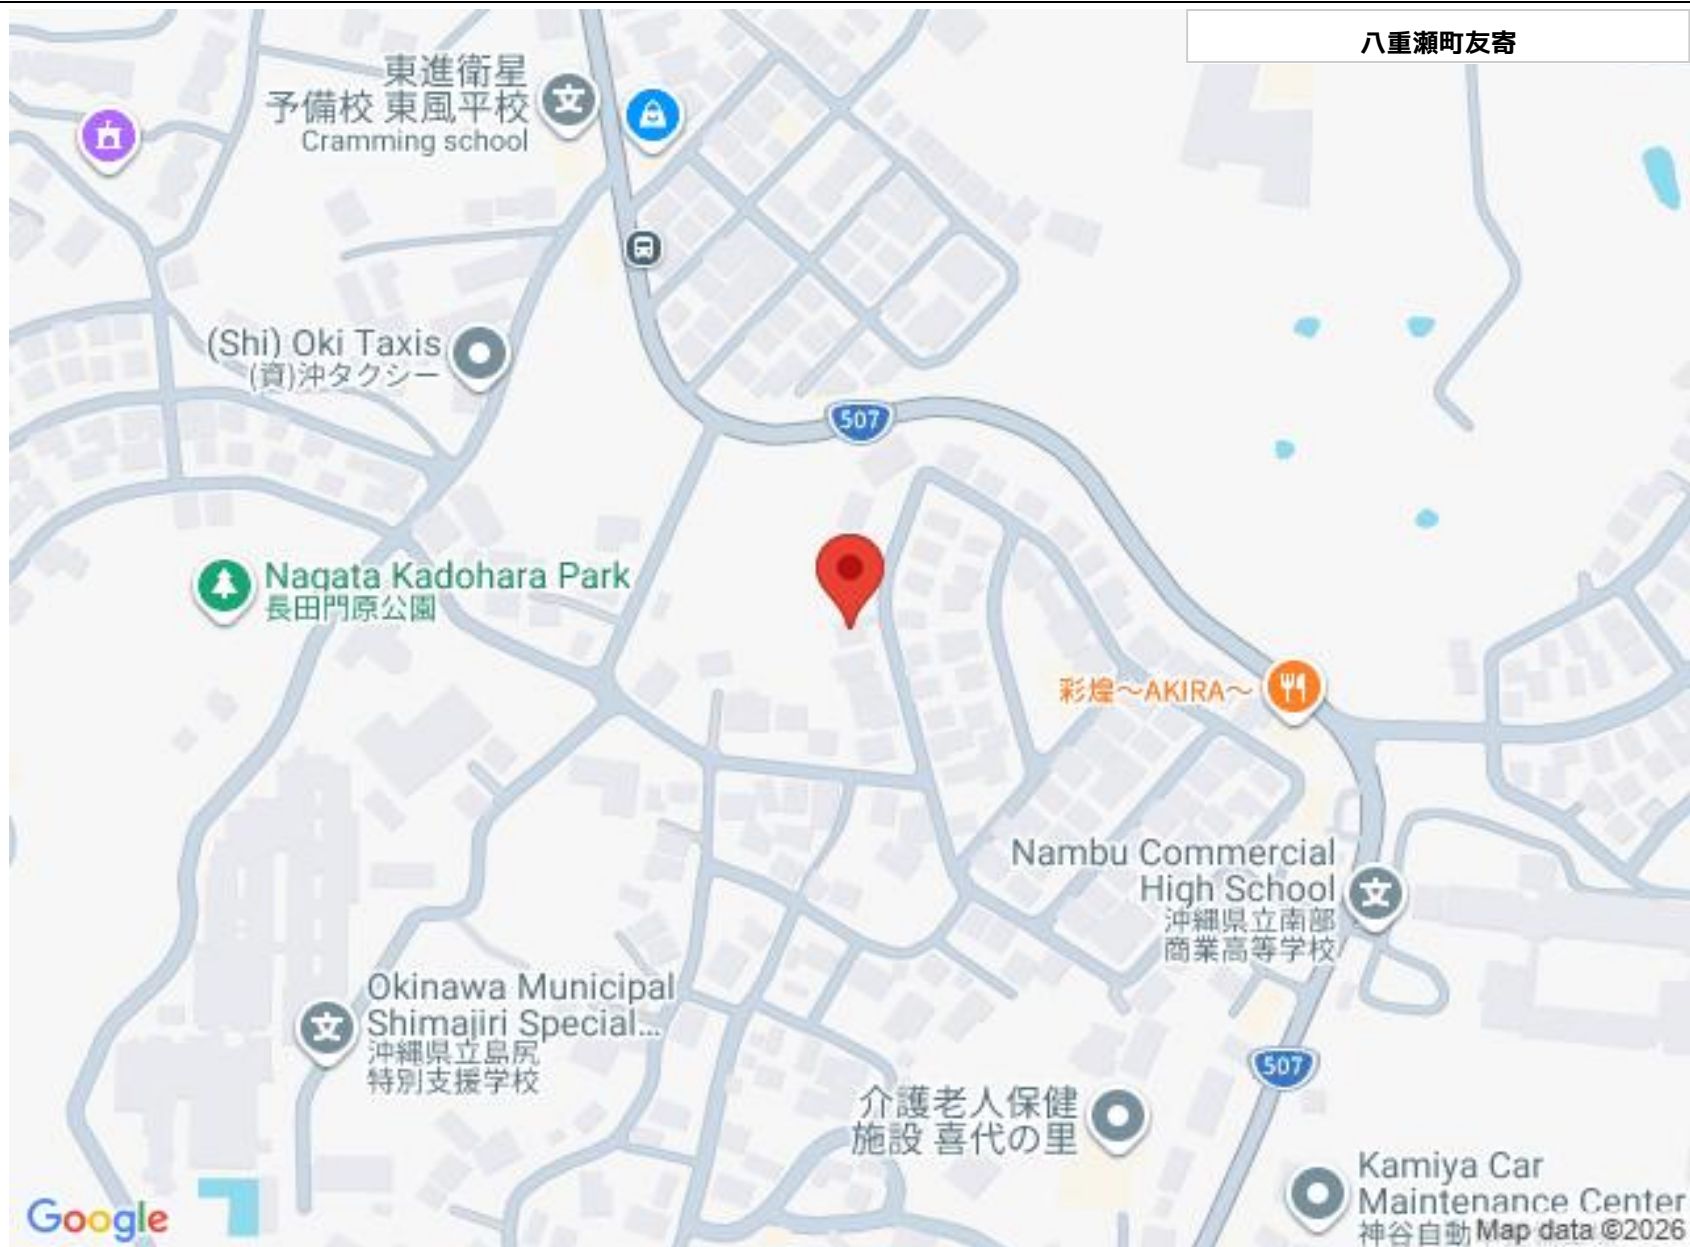 八重瀬町友寄
東進衛星
予備校 東風平校
Cramming school
(Shi) Oki Taxis
(資)沖タクシー
507
Nagata Kadohara Park
長田門原公園
彩煌～AKIRA～
Nambu Commercial
High School
沖縄県立南部
商業高等学校
Okinawa Municipal
Shimajiri Special...
沖縄県立島尻
特別支援学校
507
介護老人保健
施設 喜代の里
Kamiya Car
Maintenance Center
神谷自動
Google
Map data ©2026